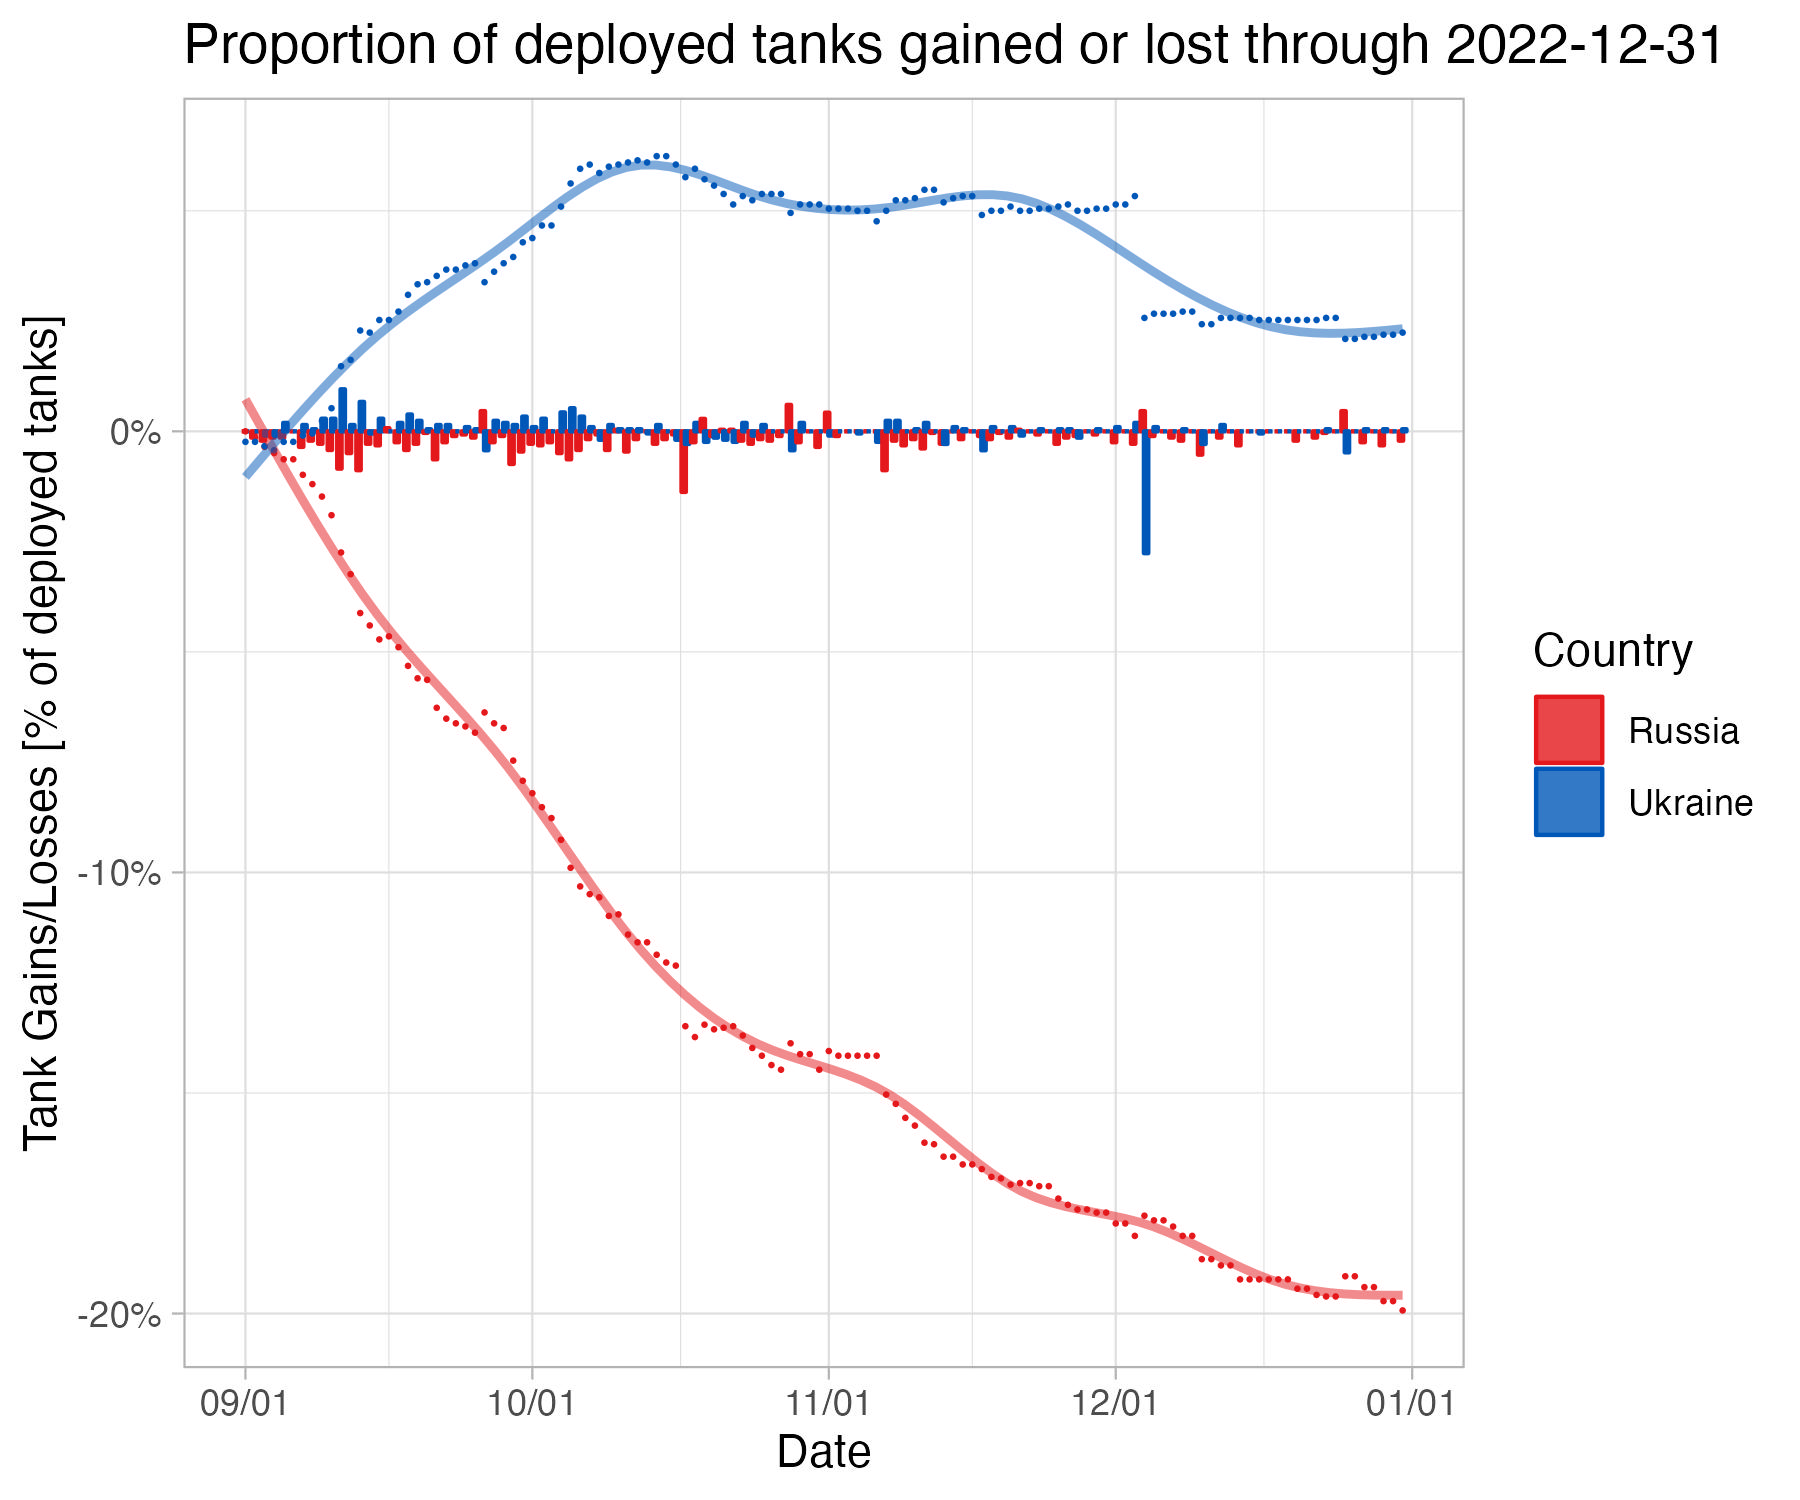 Proportion of deployed tanks gained or lost through 2022-12-31
Tank Gains/Losses [% of deployed tanks]
0%
-10%
-20%
09/01
10/01
11/01
12/01
01/01
Date
Country
Russia
Ukraine